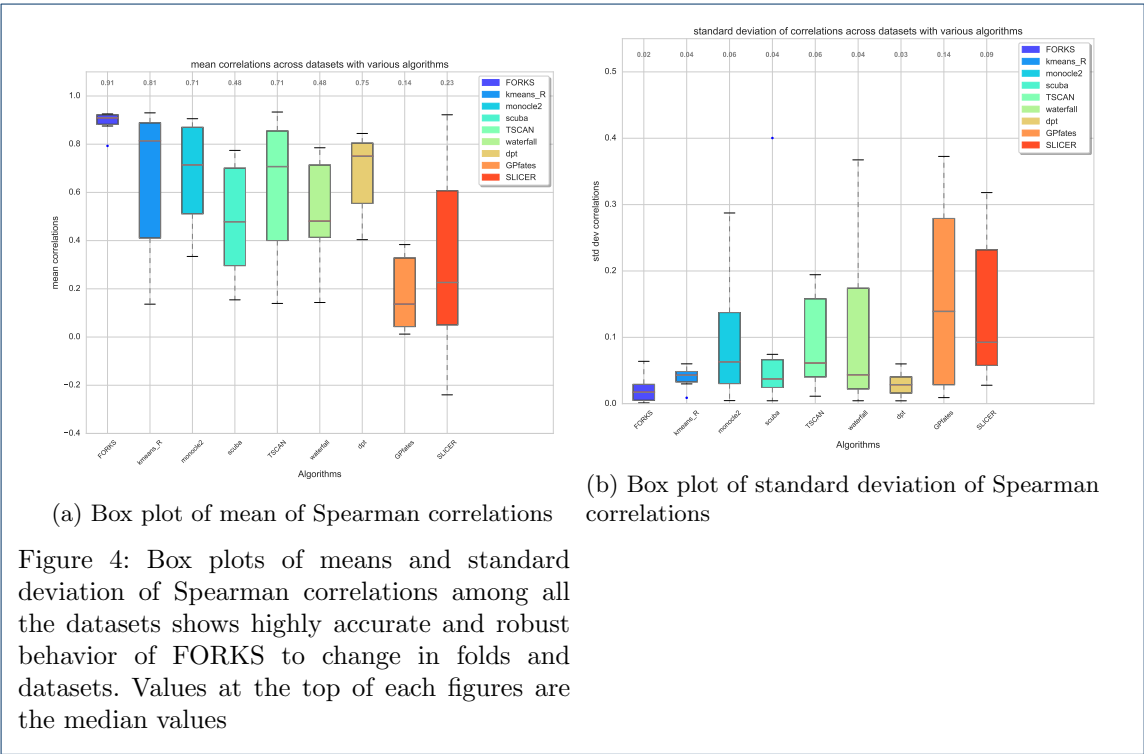 mean correlations across datasets with various algorithms
0.91 0.81 0.71 0.48 0.71 0.48 0.75 0.14 0.23
FORKS
kmeans_R
monocle2
scuba
TSCAN
waterfall
dpt
GPfates
SLICER
1.0
0.8
0.6
0.4
0.2
0.0
−0.2
−0.4
mean correlations
FORKS kmeans_R monocle2 scuba TSCAN waterfall dpt GPfates SLICER
Algorithms
(a) Box plot of mean of Spearman correlations
standard deviation of correlations across datasets with various algorithms
0.02 0.04 0.06 0.04 0.06 0.04 0.03 0.14 0.09
FORKS
kmeans_R
monocle2
scuba
TSCAN
waterfall
dpt
GPfates
SLICER
0.5
0.4
0.3
0.2
0.1
0.0
std dev correlations
FORKS kmeans_R monocle2 scuba TSCAN waterfall dpt GPfates SLICER
Algorithms
(b) Box plot of standard deviation of Spearman
correlations
Figure 4: Box plots of means and standard
deviation of Spearman correlations among all
the datasets shows highly accurate and robust
behavior of FORKS to change in folds and
datasets. Values at the top of each figures are
the median values